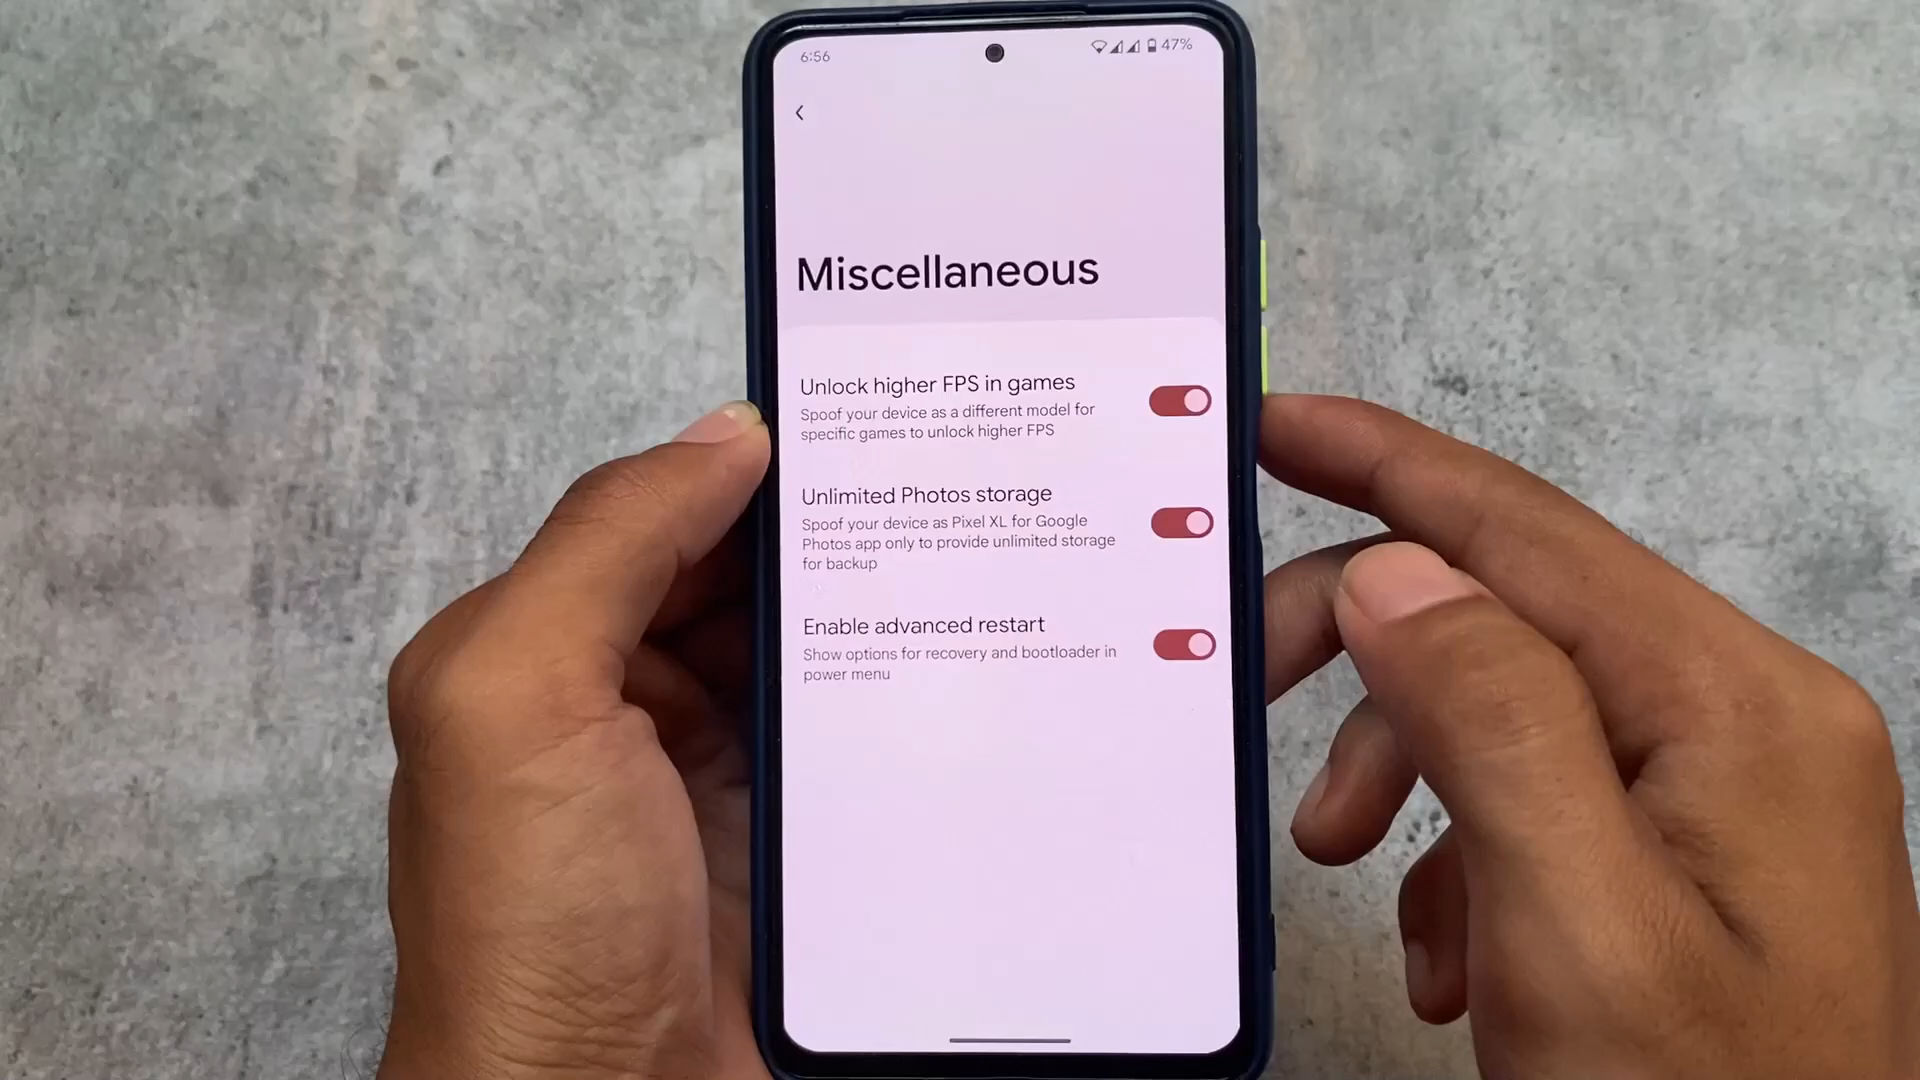 6:56
47%
Miscellaneous
Unlock higher FPS in games
Spoof your device as a different model for
specific games to unlock higher FPS
Unlimited Photos storage
Spoof your device as Pixel XL for Google
Photos app only to provide unlimited storage
for backup
Enable advanced restart
Show options for recovery and bootloader in
power menu